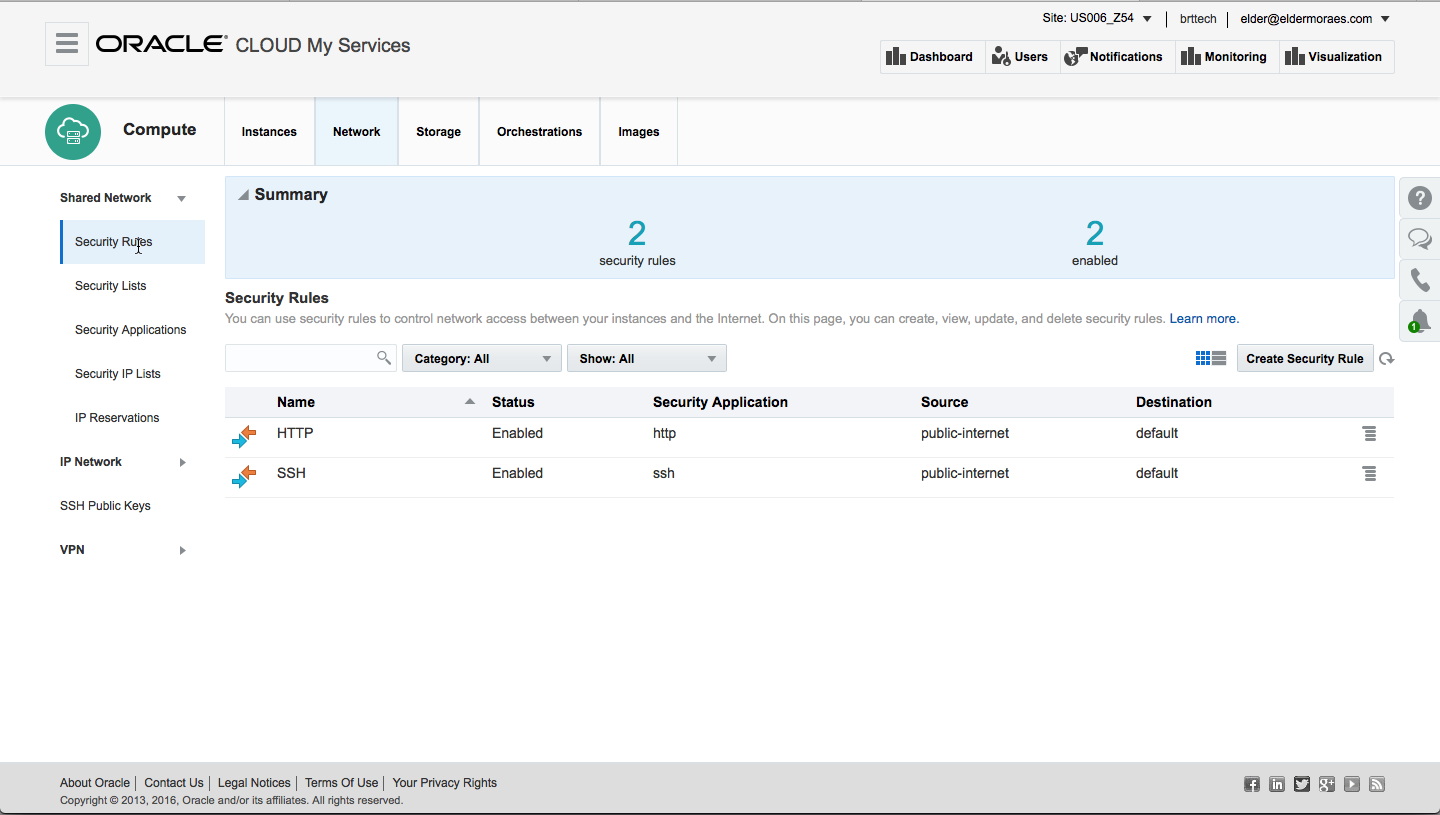 Site: US006_Z54 brttech elder@eldermoraes.com
ORACLE CLOUD My Services
Dashboard Users Notifications Monitoring Visualization
Compute Instances Network Storage Orchestrations Images
Shared Network
Security Rules
Security Lists
Security Applications
Security IP Lists
IP Reservations
IP Network
SSH Public Keys
VPN
Summary
2 2
security rules enabled
Security Rules
You can use security rules to control network access between your instances and the Internet. On this page, you can create, view, update, and delete security rules. Learn more.
Category: All Show: All Create Security Rule
Name Status Security Application Source Destination
HTTP Enabled http public-internet default
SSH Enabled ssh public-internet default
?
1
About Oracle Contact Us Legal Notices Terms Of Use Your Privacy Rights
Copyright © 2013, 2016, Oracle and/or its affiliates. All rights reserved.